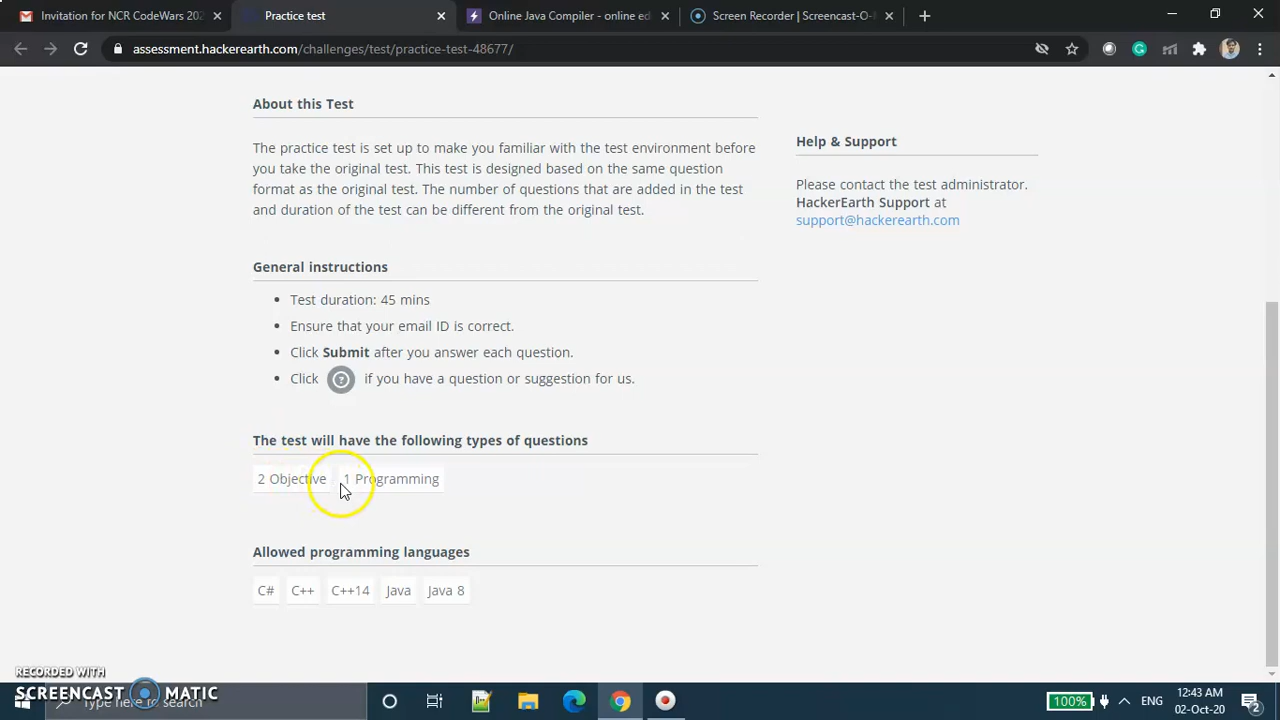 Invitation for NCR CodeWars 202
Practice test
Online Java Compiler - online ed
Screen Recorder | Screencast-O-M
assessment.hackerearth.com/challenges/test/practice-test-48677/
About this Test
The practice test is set up to make you familiar with the test environment before
you take the original test. This test is designed based on the same question
format as the original test. The number of questions that are added in the test
and duration of the test can be different from the original test.
Help & Support
Please contact the test administrator.
HackerEarth Support at
support@hackerearth.com
General instructions
Test duration: 45 mins
Ensure that your email ID is correct.
Click Submit after you answer each question.
Click ? if you have a question or suggestion for us.
The test will have the following types of questions
2 Objective 1 Programming
Allowed programming languages
C# C++ C++14 Java Java 8
RECORDED WITH
SCREENCAST MATIC
Type here to search
100%
ENG
12:43 AM
02-Oct-20
2